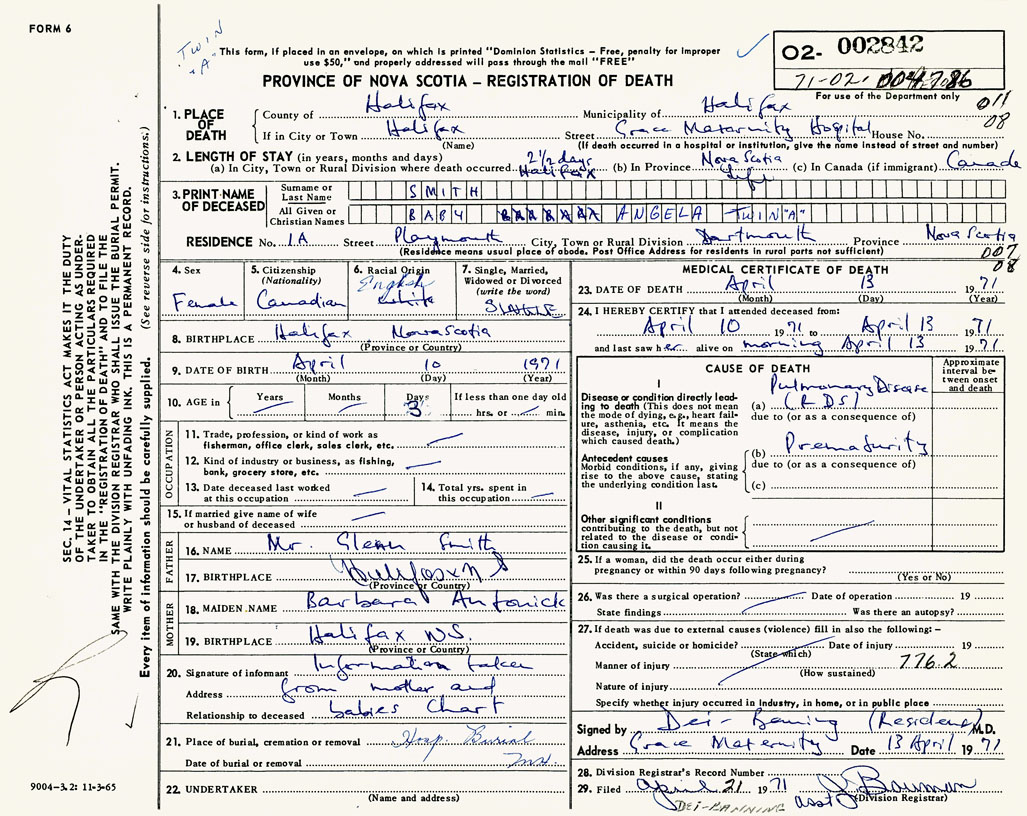 FORM 6
TWIN "A"
This form, if placed in an envelope, on which is printed "Dominion Statistics – Free, penalty for improper
use $50," and properly addressed will pass through the mail "FREE"
02- 002842
71-02-
For use of the Department only
PROVINCE OF NOVA SCOTIA – REGISTRATION OF DEATH
011
08
1. PLACE OF DEATH
County of Halifax Municipality of Halifax
If in City or Town Halifax Street Grace Maternity Hospital House No.
(Name) (If death occurred in a hospital or institution, give the name instead of street and number)
2. LENGTH OF STAY (in years, months and days) 2 1/2 days
(a) In City, Town or Rural Division where death occurred Halifax (b) In Province Nova Scotia Life (c) In Canada (if immigrant) Canada
3. PRINT NAME OF DECEASED
Surname or Last Name SMITH
All Given or Christian Names BABY ANGELA TWIN "A"
RESIDENCE No. 1A Street Playmouth City, Town or Rural Division Dartmouth Province Nova Scotia
(Residence means usual place of abode. Post Office Address for residents in rural parts not sufficient)
007
08
4. Sex Female
5. Citizenship (Nationality) Canadian
6. Racial Origin English white
7. Single, Married, Widowed or Divorced (write the word) SINGLE
8. BIRTHPLACE Halifax Nova Scotia
(Province or Country)
9. DATE OF BIRTH April 10 1971
(Month) (Day) (Year)
10. AGE in Years Months Days 3 If less than one day old hrs. or min.
OCCUPATION
11. Trade, profession, or kind of work as
fisherman, office clerk, sales clerk, etc.
12. Kind of industry or business, as fishing,
bank, grocery store, etc.
13. Date deceased last worked
at this occupation
14. Total yrs. spent in
this occupation
15. If married give name of wife
or husband of deceased
FATHER
16. NAME Mr. Glenn Smith
17. BIRTHPLACE Halifax N S
(Province or Country)
MOTHER
18. MAIDEN NAME Barbara Antonick
19. BIRTHPLACE Halifax N.S.
(Province or Country)
20. Signature of informant Information taken
Address from mother and
Relationship to deceased babies Chart
21. Place of burial, cremation or removal Hosp. Burial
Date of burial or removal
22. UNDERTAKER
(Name and address)
MEDICAL CERTIFICATE OF DEATH
23. DATE OF DEATH April 13 1971
(Month) (Day) (Year)
24. I HEREBY CERTIFY that I attended deceased from:
April 10 1971 to April 13 1971
and last saw her alive on morning April 13 1971
CAUSE OF DEATH
Approximate interval between onset and death
I
Disease or condition directly leading to death (This does not mean the mode of dying, e.g., heart failure, asthenia, etc. It means the disease, injury, or complication which caused death.)
(a) Pulmonary Disease (RDS)
due to (or as a consequence of)
Antecedent causes
Morbid conditions, if any, giving rise to the above cause, stating the underlying condition last.
(b) Prematurity
due to (or as a consequence of)
(c)
II
Other significant conditions
contributing to the death, but not related to the disease or condition causing it.
25. If a woman, did the death occur either during
pregnancy or within 90 days following pregnancy?
(Yes or No)
26. Was there a surgical operation? Date of operation 19
State findings Was there an autopsy?
27. If death was due to external causes (violence) fill in also the following:–
Accident, suicide or homicide? Date of injury 19
(State which)
Manner of injury 776.2
(How sustained)
Nature of injury
Specify whether injury occurred in Industry, in home, or in public place
Signed by Dei-Banning (Resident) M.D.
Address Grace Maternity Date 13 April 1971
28. Division Registrar's Record Number
29. Filed April 21 1971 J. Bauman
DEI-BANNING asst (Division Registrar)
SEC. 14 – VITAL STATISTICS ACT MAKES IT THE DUTY
OF THE UNDERTAKER OR PERSON ACTING AS UNDER-
TAKER TO OBTAIN ALL THE PARTICULARS REQUIRED
IN THE "REGISTRATION OF DEATH" AND TO FILE THE
SAME WITH THE DIVISION REGISTRAR WHO SHALL ISSUE THE BURIAL PERMIT.
WRITE PLAINLY WITH UNFADING INK. THIS IS A PERMANENT RECORD.
Every item of information should be carefully supplied. (See reverse side for instructions.)
9004-3.2: 11-3-65